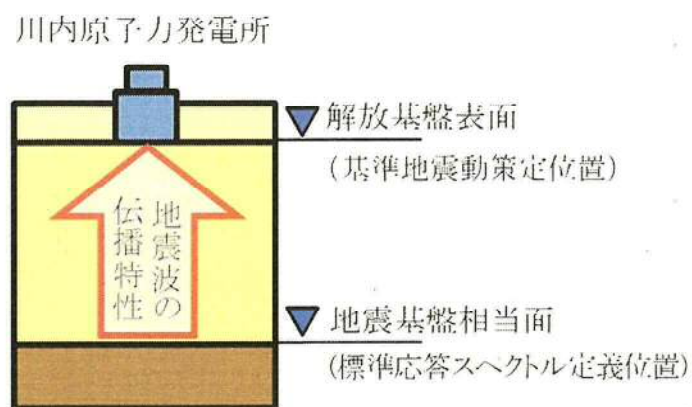 川内原子力発電所
解放基盤表面
(基準地震動策定位置)
地震波の
伝播特性
地震基盤相当面
(標準応答スペクトル定義位置)